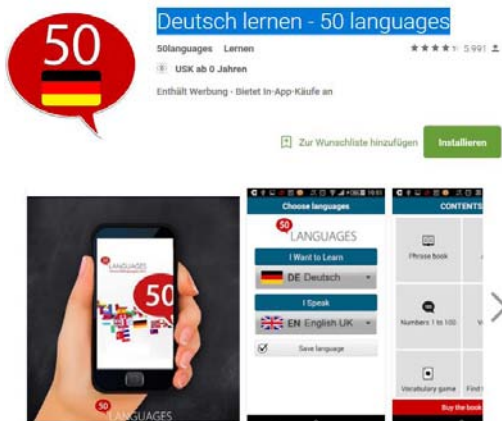 50
Deutsch lernen - 50 languages
50languages Lernen
5.991
USK ab 0 Jahren
Enthält Werbung - Bietet In-App-Käufe an
Zur Wunschliste hinzufügen
Installieren
50
LANGUAGES
50
50
LANGUAGES
Choose languages
50
LANGUAGES
I Want to Learn
DE Deutsch
I Speak
EN English UK
Save language
CONTENTS
Phrase book
Numbers 1 to 100
Vocabulary game
Find
Buy the book